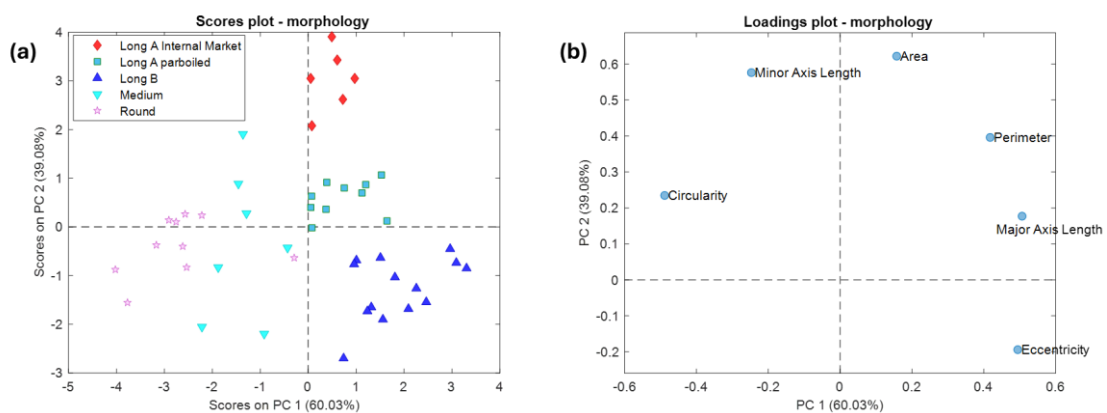 (a)
Scores plot - morphology
Long A Internal Market
Long A parboiled
Long B
Medium
Round
Scores on PC 2 (39.08%)
4
3
2
1
0
-1
-2
-3
-5
-4
-3
-2
-1
0
1
2
3
4
Scores on PC 1 (60.03%)
(b)
Loadings plot - morphology
PC 2 (39.08%)
0.6
0.5
0.4
0.3
0.2
0.1
0
-0.1
-0.2
Area
Minor Axis Length
Perimeter
Circularity
Major Axis Length
Eccentricity
-0.6
-0.4
-0.2
0
0.2
0.4
0.6
PC 1 (60.03%)